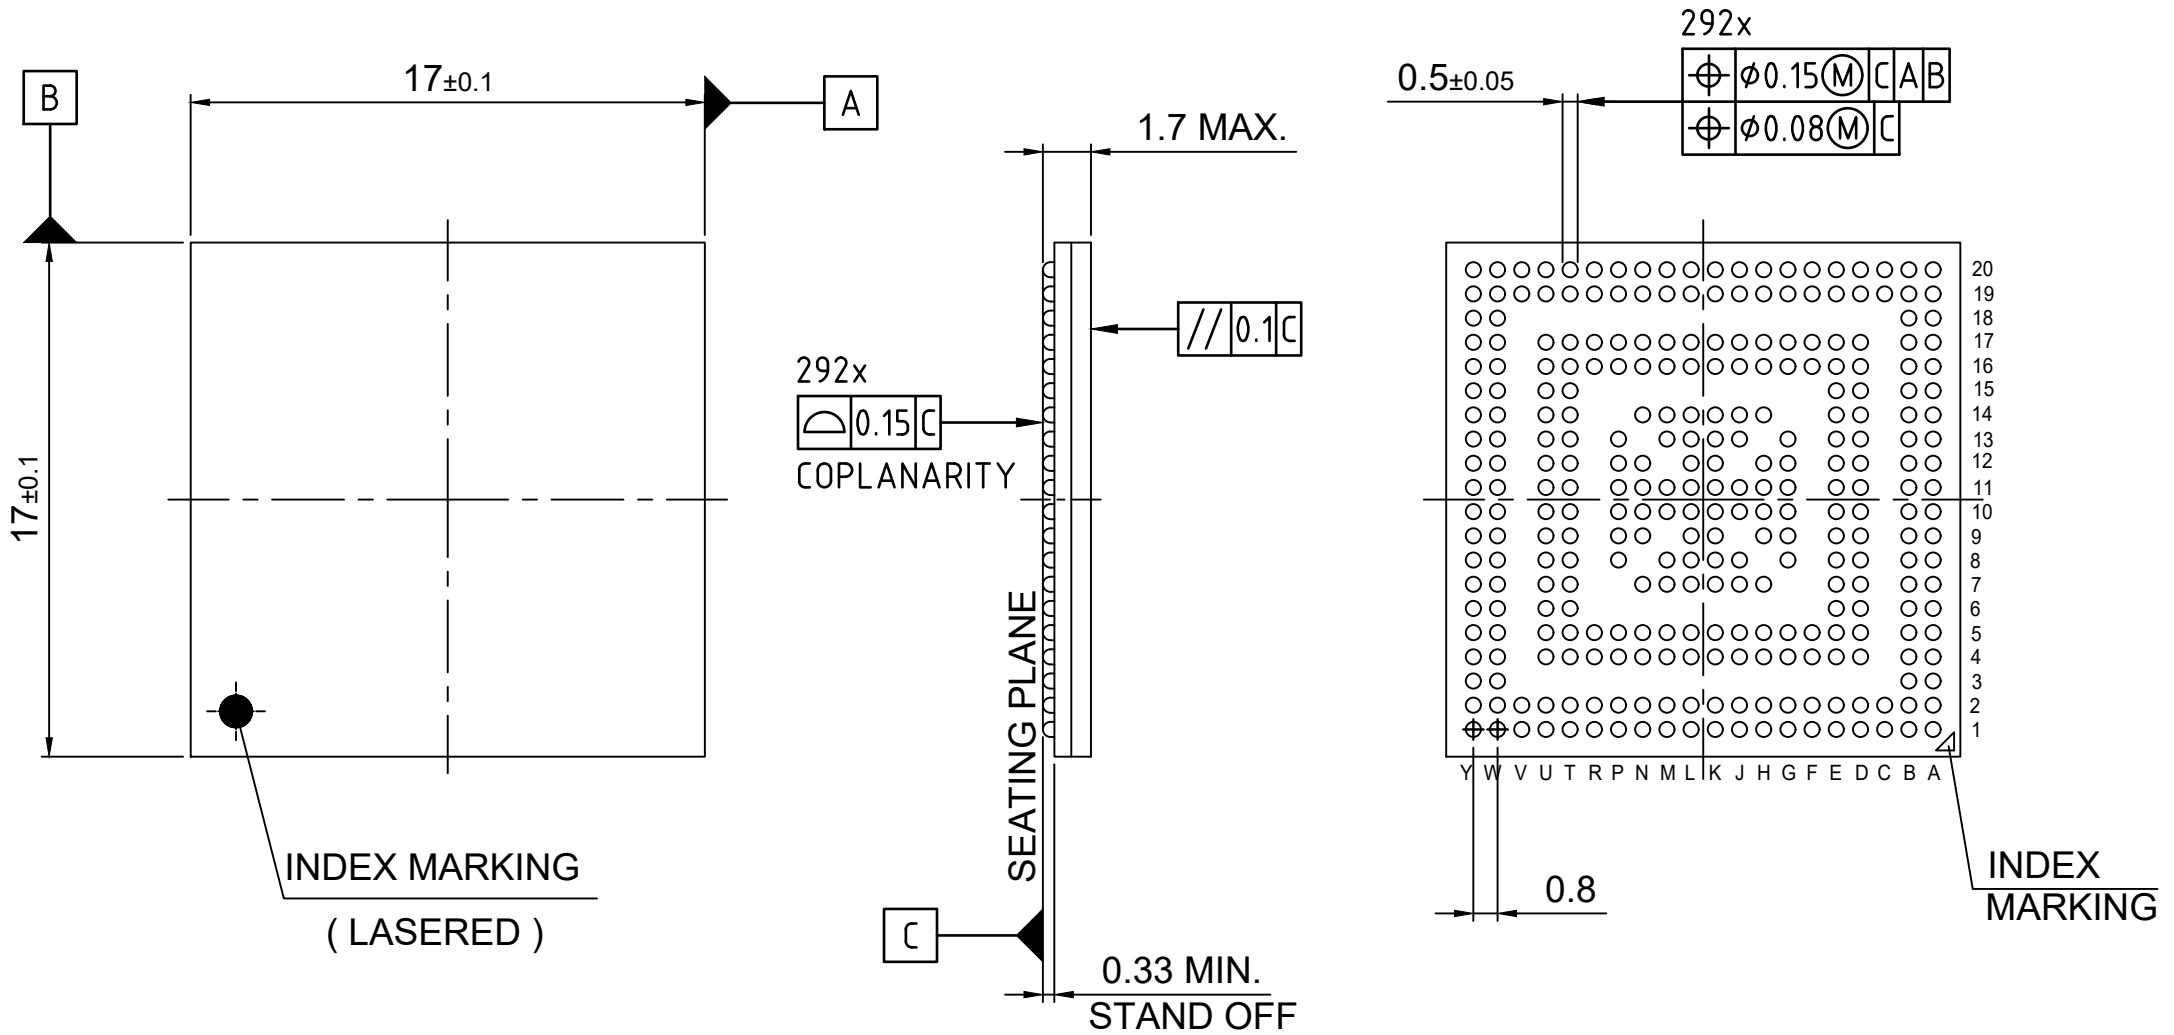 B
17±0.1
A
17±0.1
INDEX MARKING
( LASERED )
1.7 MAX.
// 0.1 C
292x
⌓ 0.15 C
COPLANARITY
SEATING PLANE
C
0.33 MIN.
STAND OFF
292x
⌖ ⌀0.15 Ⓜ C A B
⌖ ⌀0.08 Ⓜ C
0.5±0.05
20
19
18
17
16
15
14
13
12
11
10
9
8
7
6
5
4
3
2
1
Y W V U T R P N M L K J H G F E D C B A
0.8
INDEX
MARKING